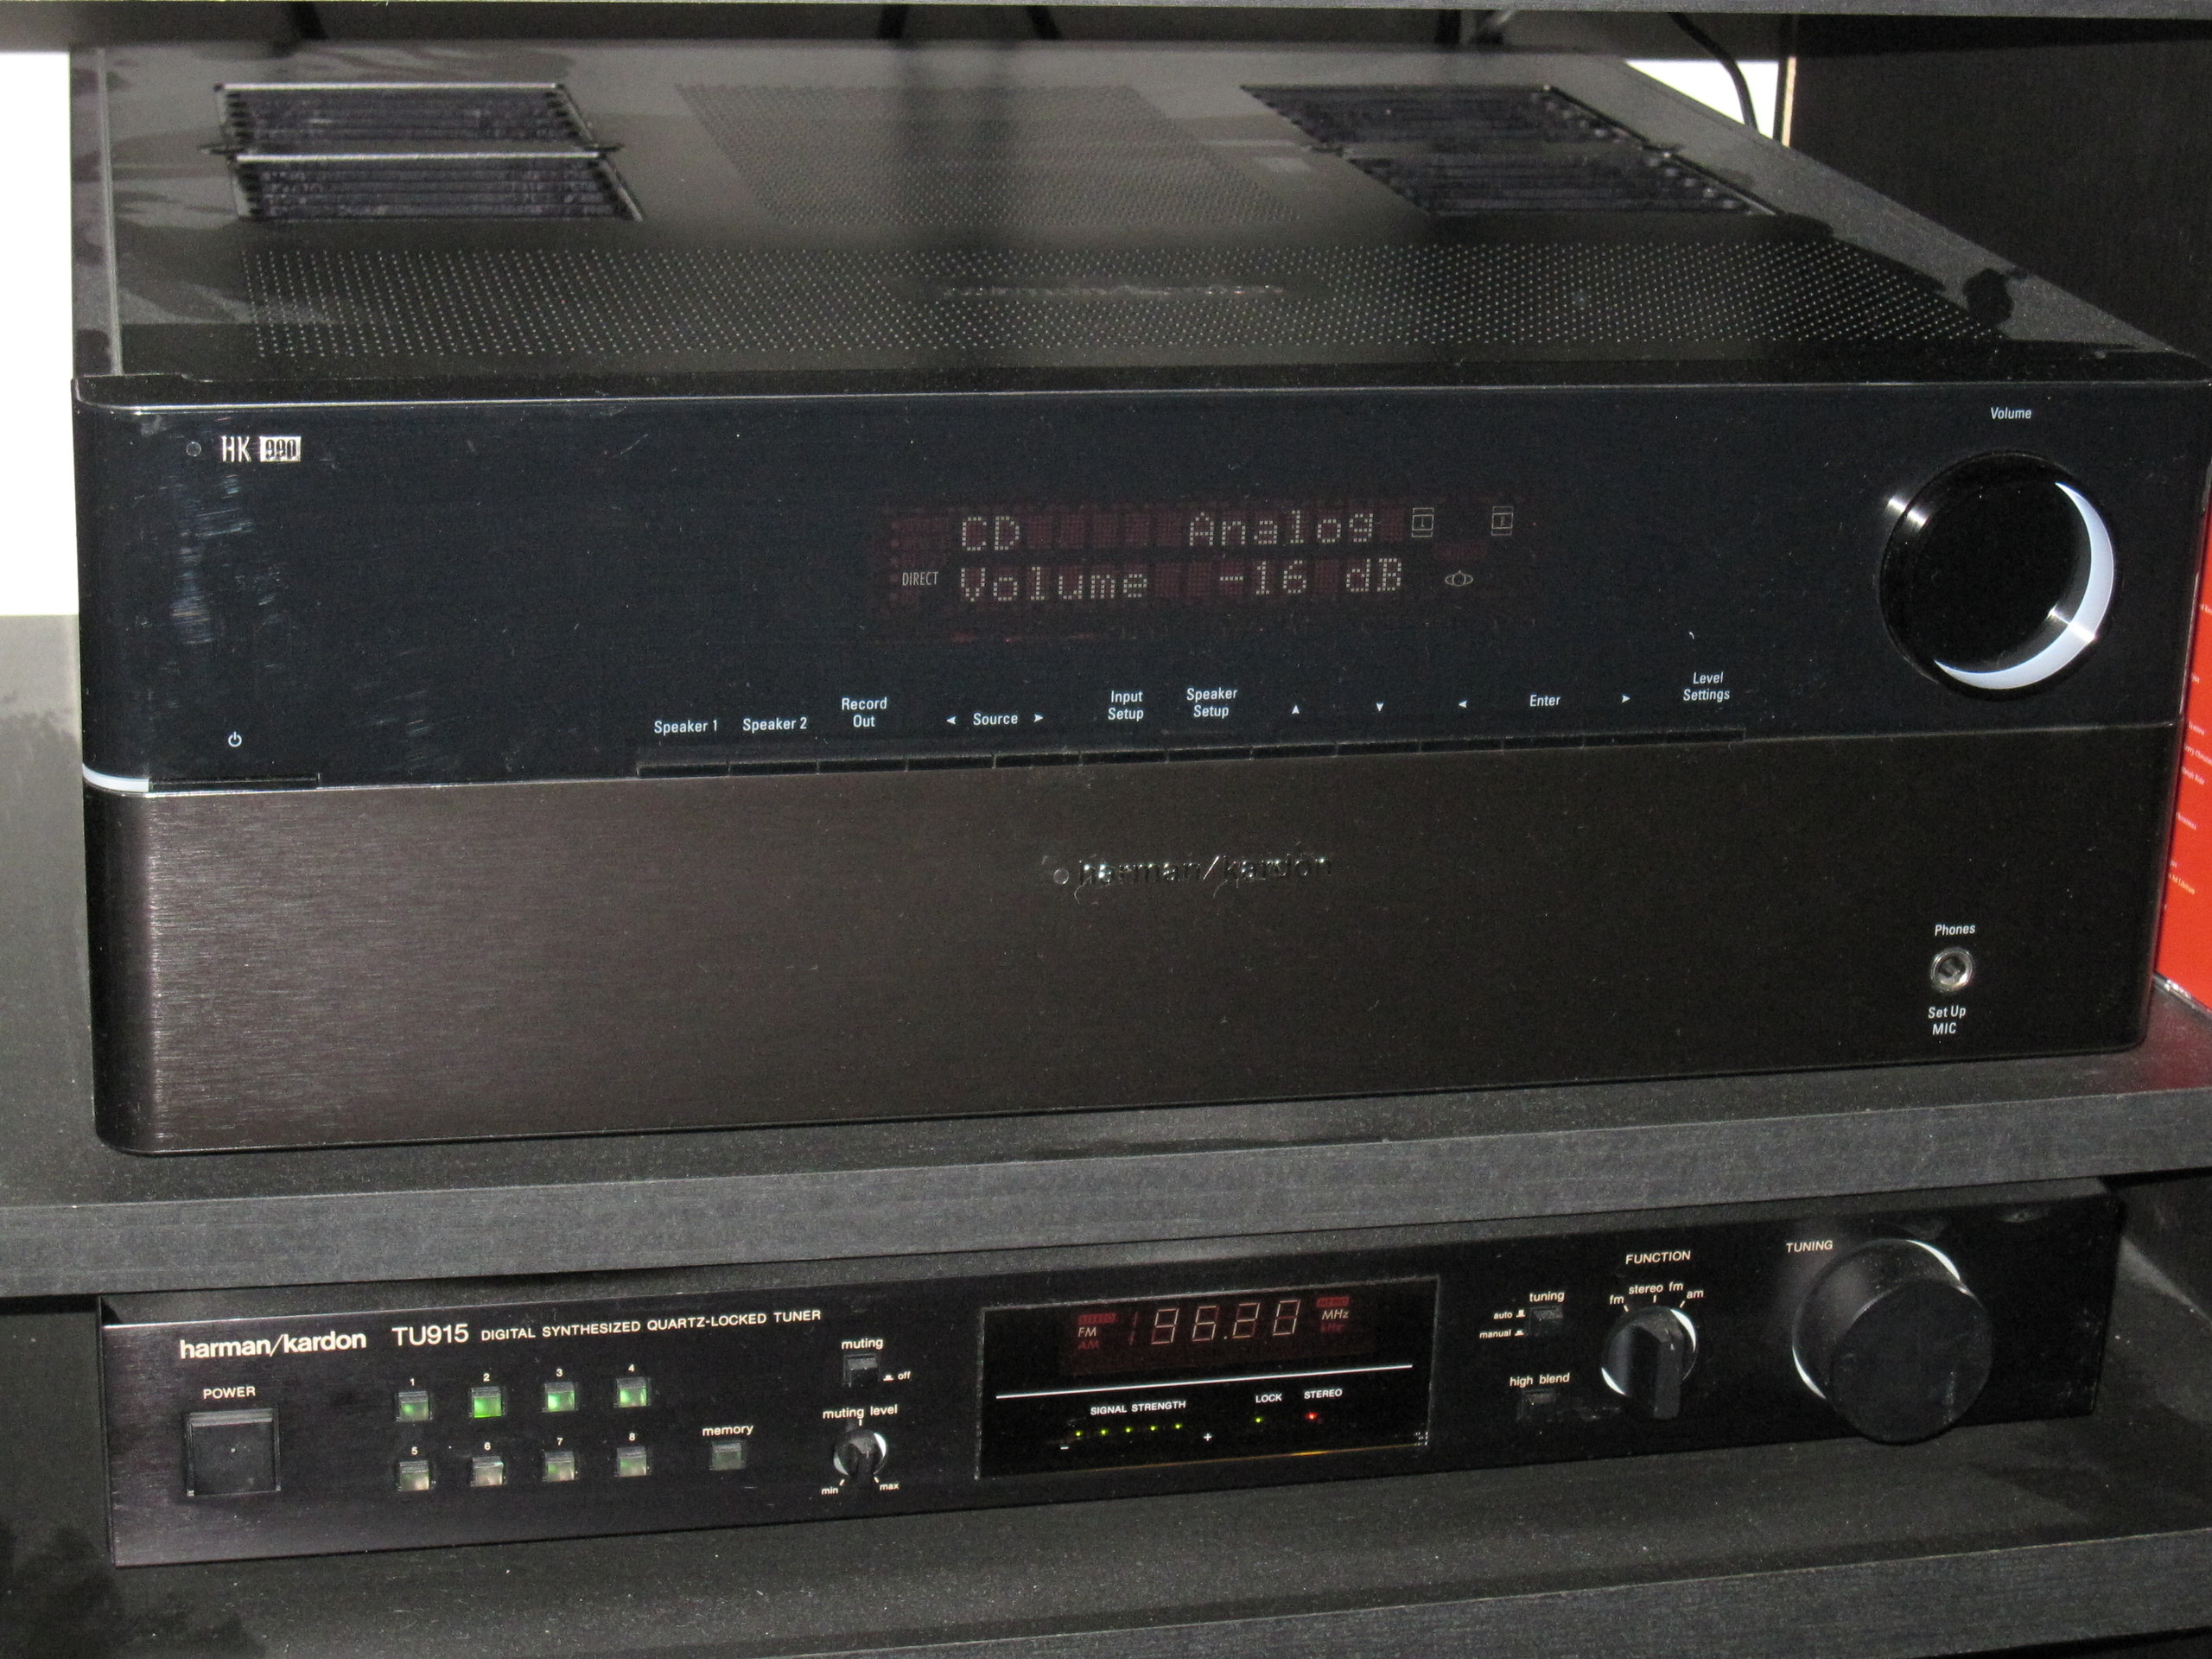 Volume
HK 990
CD Analog
DIRECT Volume -16 dB
Speaker 1 Speaker 2 Record Out Source Input Setup Speaker Setup Enter Level Settings
harman/kardon
Phones
Set Up
MIC
harman/kardon TU915 DIGITAL SYNTHESIZED QUARTZ-LOCKED TUNER
POWER
1 2 3 4
5 6 7 8
memory
muting
off
muting level
min max
STEREO
FM
AM
MHz
kHz
SIGNAL STRENGTH LOCK STEREO
- +
tuning
auto
manual
high blend
FUNCTION
fm stereo fm am
TUNING